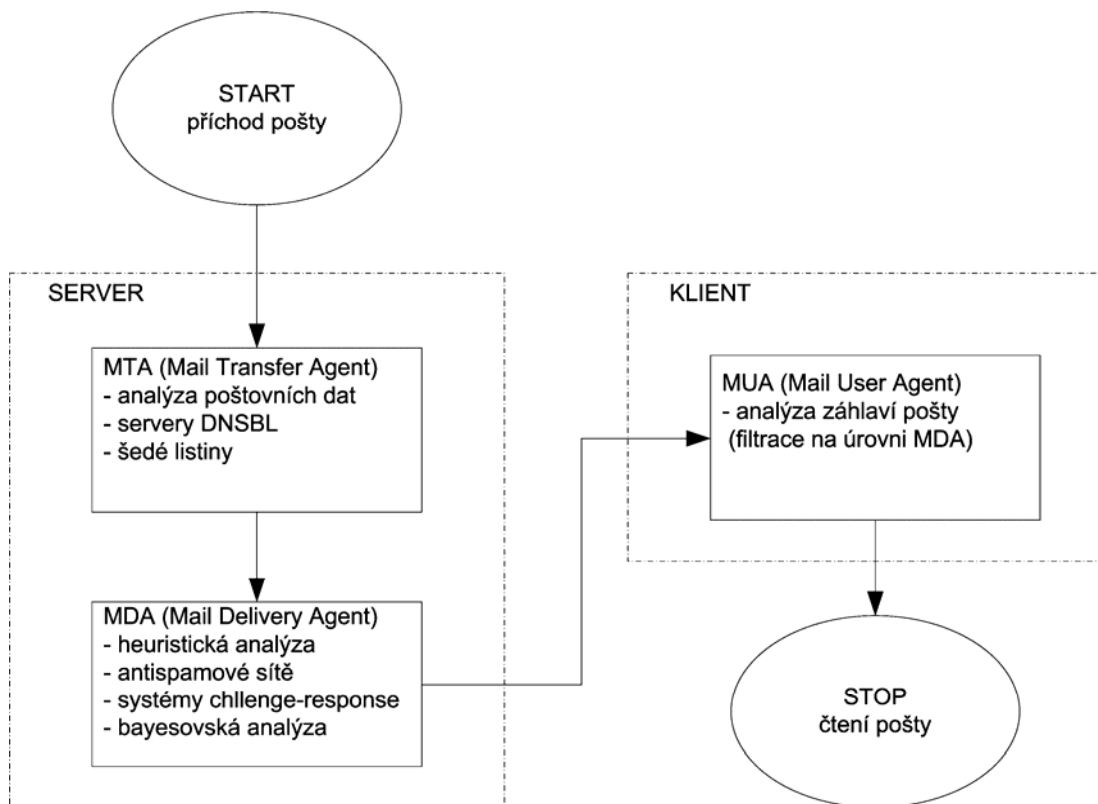 START
příchod pošty
SERVER
MTA (Mail Transfer Agent)
- analýza poštovních dat
- servery DNSBL
- šedé listiny
MDA (Mail Delivery Agent)
- heuristická analýza
- antispamové sítě
- systémy chllenge-response
- bayesovská analýza
KLIENT
MUA (Mail User Agent)
- analýza záhlaví pošty
(filtrace na úrovni MDA)
STOP
čtení pošty